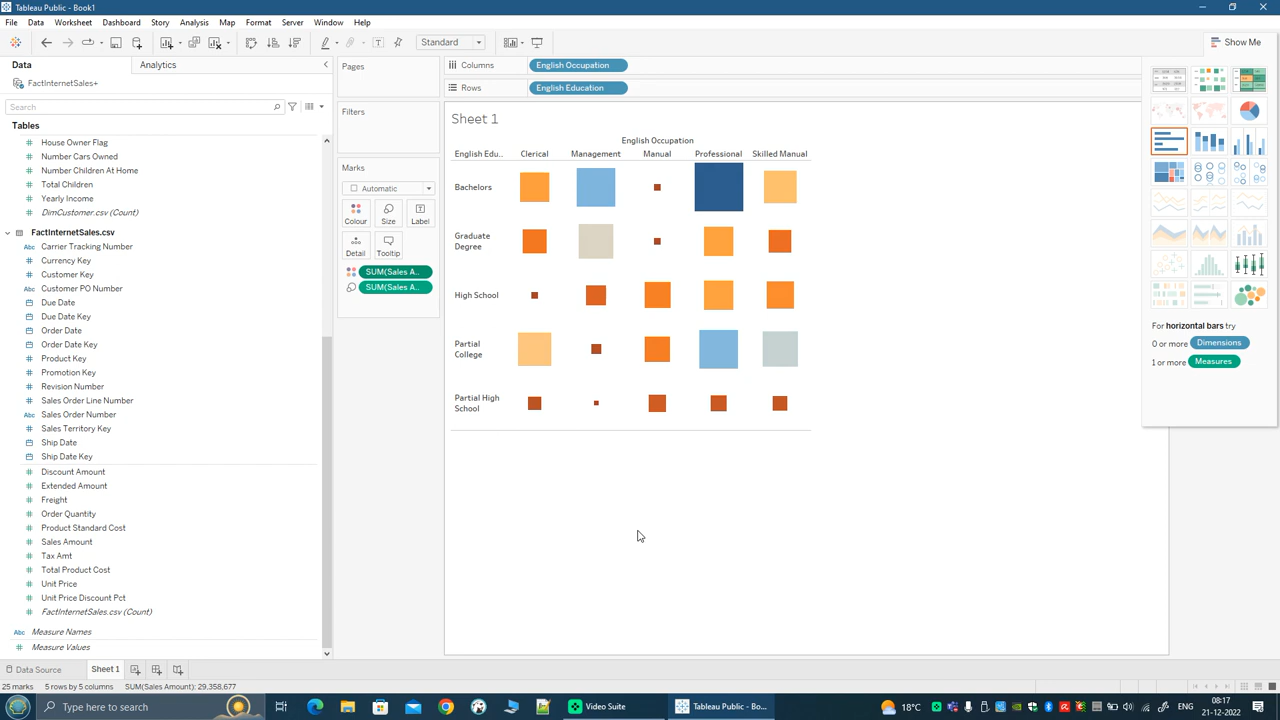 Tableau Public - Book1
File Data Worksheet Dashboard Story Analysis Map Format Server Window Help
Standard
Show Me
Data Analytics
FactInternetSales+
Search
Tables
House Owner Flag
Number Cars Owned
Number Children At Home
Total Children
Yearly Income
DimCustomer.csv (Count)
FactInternetSales.csv
Abc Carrier Tracking Number
Currency Key
Customer Key
Abc Customer PO Number
Due Date
Due Date Key
Order Date
Order Date Key
Product Key
Promotion Key
Revision Number
Sales Order Line Number
Abc Sales Order Number
Sales Territory Key
Ship Date
Ship Date Key
Discount Amount
Extended Amount
Freight
Order Quantity
Product Standard Cost
Sales Amount
Tax Amt
Total Product Cost
Unit Price
Unit Price Discount Pct
FactInternetSales.csv (Count)
Abc Measure Names
Measure Values
Pages
Filters
Marks
Automatic
Colour Size Label
Detail Tooltip
SUM(Sales A..
SUM(Sales A..
Columns English Occupation
Rows English Education
Sheet 1
English Occupation
English Edu.. Clerical Management Manual Professional Skilled Manual
Bachelors
Graduate
Degree
High School
Partial
College
Partial High
School
For horizontal bars try
0 or more Dimensions
1 or more Measures
Data Source Sheet 1
25 marks 5 rows by 5 columns SUM(Sales Amount): 29,358,677
Type here to search
Video Suite
Tableau Public - Boo...
18°C
ENG
08:17
21-12-2022